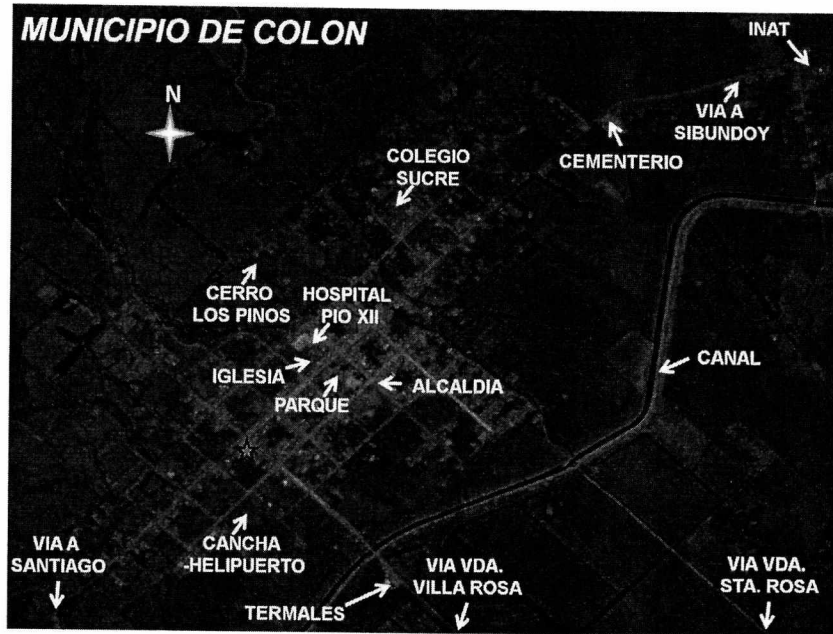 MUNICIPIO DE COLON
INAT
N
VIA A
SIBUNDOY
CEMENTERIO
COLEGIO
SUCRE
CERRO
LOS PINOS
HOSPITAL
PIO XII
IGLESIA
PARQUE
ALCALDIA
CANAL
VIA A
SANTIAGO
CANCHA
-HELIPUERTO
TERMALES
VIA VDA.
VILLA ROSA
VIA VDA.
STA. ROSA